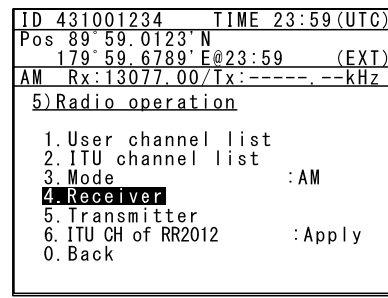 ID 431001234 TIME 23:59(UTC)
Pos 89°59.0123'N
179°59.6789'E@23:59 (EXT)
AM Rx:13077.00/Tx:-----.--kHz
5)Radio operation
1.User channel list
2.ITU channel list
3.Mode :AM
4.Receiver
5.Transmitter
6.ITU CH of RR2012 :Apply
0.Back